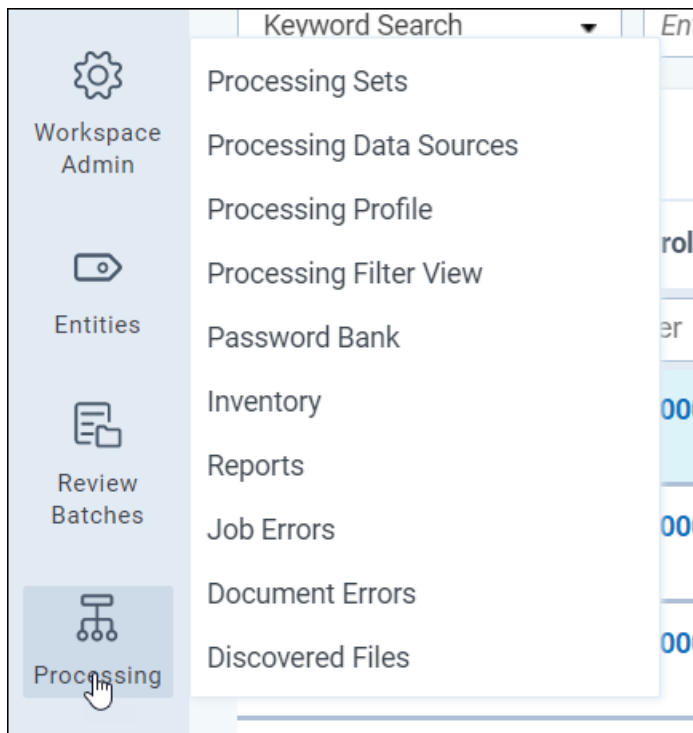 Keyword Search
Workspace
Admin
Entities
Review
Batches
Processing
Processing Sets
Processing Data Sources
Processing Profile
Processing Filter View
Password Bank
Inventory
Reports
Job Errors
Document Errors
Discovered Files